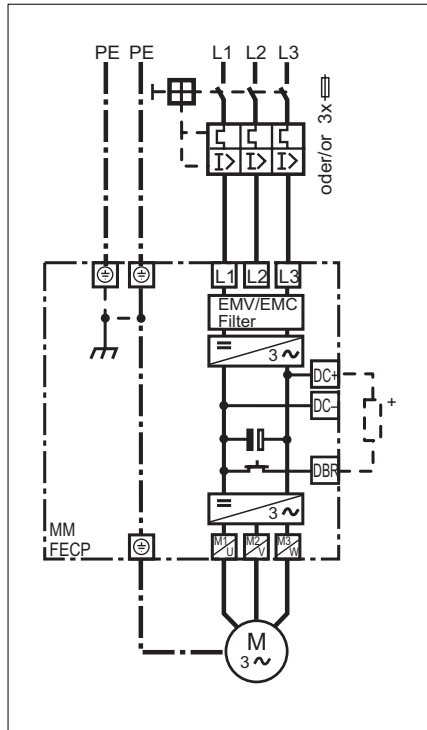 PE PE L1 L2 L3
I> I> I>
oder/or 3x
L1 L2 L3
EMV/EMC
Filter
=
3 ~
DC+
DC–
+
DBR
=
3 ~
MM
FECP
M1/U M2/V M3/W
M
3 ~